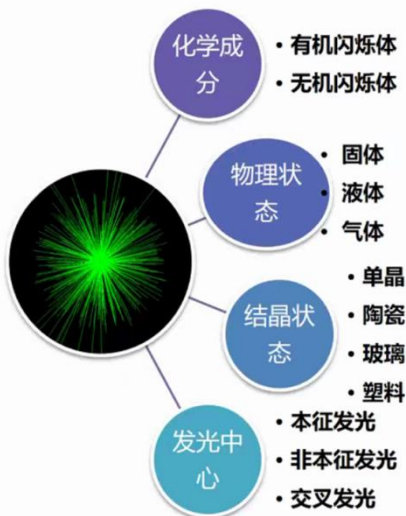 化学成
分
• 有机闪烁体
• 无机闪烁体
物理状
态
• 固体
• 液体
• 气体
结晶状
态
• 单晶
• 陶瓷
• 玻璃
• 塑料
发光中
心
• 本征发光
• 非本征发光
• 交叉发光